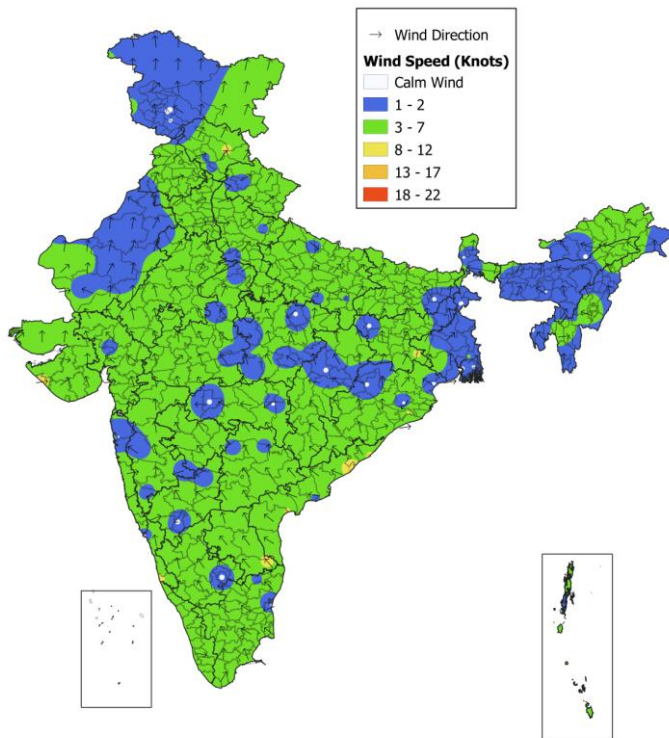 Wind Direction
Wind Speed (Knots)
Calm Wind
1 - 2
3 - 7
8 - 12
13 - 17
18 - 22